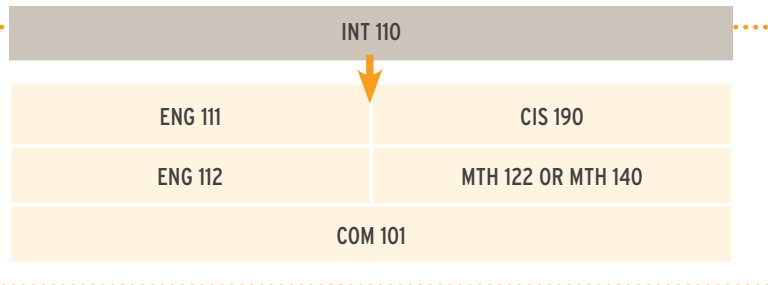 INT 110
ENG 111
CIS 190
ENG 112
MTH 122 OR MTH 140
COM 101